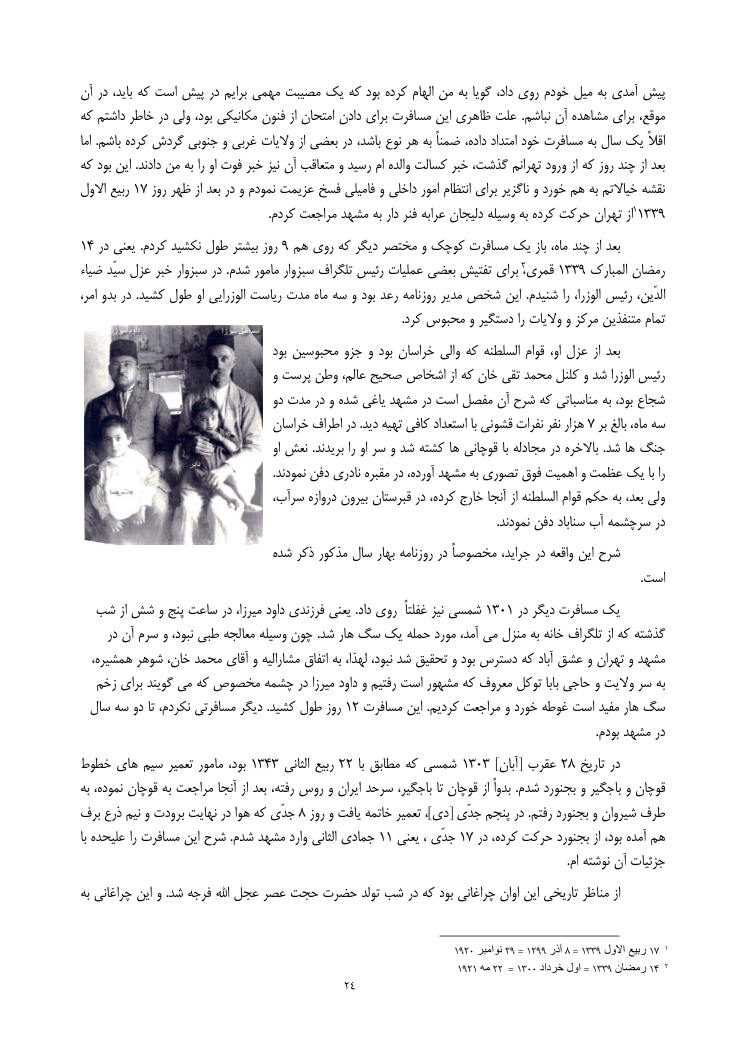 پیش آمدی به میل خودم روی داد، گویا به من الهام کرده بود که یک مصیبت مهمی برایم در پیش است که باید، در آن
موقع، برای مشاهده آن نباشم. علت ظاهری این مسافرت برای دادن امتحان از فنون مکانیکی بود، ولی در خاطر داشتم که
اقلاً یک سال به مسافرت خود امتداد داده، ضمناً به هر نوع باشد، در بعضی از ولایات غربی و جنوبی گردش کرده باشم. اما
بعد از چند روز که از ورود تهرانم گذشت، خبر کسالت والده ام رسید و متعاقب آن نیز خبر فوت او را به من دادند. این بود که
نقشه خیالاتم به هم خورد و ناگزیر برای انتظام امور داخلی و فامیلی فسخ عزیمت نمودم و در بعد از ظهر روز ۱۷ ربیع الاول
۱۳۳۹¹از تهران حرکت کرده به وسیله دلیجان عرابه فنر دار به مشهد مراجعت کردم.
بعد از چند ماه، باز یک مسافرت کوچک و مختصر دیگر که روی هم ۹ روز بیشتر طول نکشید کردم. یعنی در ۱۴
رمضان المبارک ۱۳۳۹ قمری²برای تفتیش بعضی عملیات رئیس تلگراف سبزوار مامور شدم. در سبزوار خبر عزل سیّد ضیاء
الدّین، رئیس الوزرا، را شنیدم. این شخص مدیر روزنامه رعد بود و سه ماه مدت ریاست الوزرایی او طول کشید. در بدو امر،
تمام متنفذین مرکز و ولایات را دستگیر و محبوس کرد.
بعد از عزل او، قوام السلطنه که والی خراسان بود و جزو محبوسین بود
رئیس الوزرا شد و کلنل محمد تقی خان که از اشخاص صحیح عالم، وطن پرست و
شجاع بود، به مناسباتی که شرح آن مفصل است در مشهد یاغی شده و در مدت دو
سه ماه، بالغ بر ۷ هزار نفر نفرات قشونی با استعداد کافی تهیه دید. در اطراف خراسان
جنگ ها شد. بالاخره در مجادله با قوچانی ها کشته شد و سر او را بریدند. نعش او
را با یک عظمت و اهمیت فوق تصوری به مشهد آورده، در مقبره نادری دفن نمودند.
ولی بعد، به حکم قوام السلطنه از آنجا خارج کرده، در قبرستان بیرون دروازه سرآب،
در سرچشمه آب سناباد دفن نمودند.
شرح این واقعه در جراید، مخصوصاً در روزنامه بهار سال مذکور ذکر شده
است.
یک مسافرت دیگر در ۱۳۰۱ شمسی نیز غفلتاً روی داد. یعنی فرزندی داود میرزا، در ساعت پنج و شش از شب
گذشته که از تلگراف خانه به منزل می آمد، مورد حمله یک سگ هار شد. چون وسیله معالجه طبی نبود، و سرم آن در
مشهد و تهران و عشق آباد که دسترس بود و تحقیق شد نبود، لهذا، به اتفاق مشارالیه و آقای محمد خان، شوهر همشیره،
به سر ولایت و حاجی بابا توکل معروف که مشهور است رفتیم و داود میرزا در چشمه مخصوص که می گویند برای زخم
سگ هار مفید است غوطه خورد و مراجعت کردیم. این مسافرت ۱۲ روز طول کشید. دیگر مسافرتی نکردم، تا دو سه سال
در مشهد بودم.
در تاریخ ۲۸ عقرب [آبان] ۱۳۰۳ شمسی که مطابق با ۲۲ ربیع الثانی ۱۳۴۳ بود، مامور تعمیر سیم های خطوط
قوچان و باجگیر و بجنورد شدم. بدواً از قوچان تا باجگیر، سرحد ایران و روس رفته، بعد از آنجا مراجعت به قوچان نموده، به
طرف شیروان و بجنورد رفتم. در پنجم جدّی [دی]، تعمیر خاتمه یافت و روز ۸ جدّی که هوا در نهایت برودت و نیم ذرع برف
هم آمده بود، از بجنورد حرکت کرده، در ۱۷ جدّی ، یعنی ۱۱ جمادی الثانی وارد مشهد شدم. شرح این مسافرت را علیحده با
جزئیات آن نوشته ام.
از مناظر تاریخی این اوان چراغانی بود که در شب تولد حضرت حجت عصر عجل الله فرجه شد. و این چراغانی به
¹ ۱۷ ربیع الاول ۱۳۳۹ = ۸ آذر ۱۲۹۹ = ۲۹ نوامبر ۱۹۲۰
² ۱۴ رمضان ۱۳۳۹ = اول خرداد ۱۳۰۰ = ۲۲ مه ۱۹۲۱
٢٤